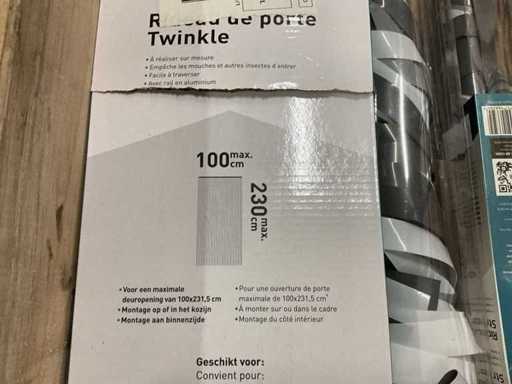 Rideau de porte
Twinkle
• À réaliser sur mesure
• Empêche les mouches et autres insectes d'entrer
• Facile à traverser
• Avec rail en aluminium
100 max. cm
230 max. cm
• Voor een maximale
deuropening van 100x231,5 cm
• Montage op of in het kozijn
• Montage aan binnenzijde
• Pour une ouverture de porte
maximale de 100x231,5 cm
• À monter sur ou dans le cadre
• Montage du côté intérieur
Geschikt voor:
Convient pour: